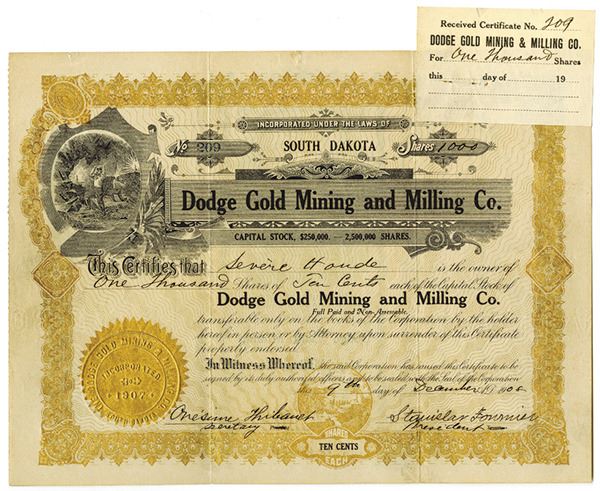 Received Certificate No. 209
DODGE GOLD MINING & MILLING CO.
For One Thousand Shares
this day of 19
INCORPORATED UNDER THE LAWS OF
SOUTH DAKOTA
No 209
Shares 1000
Dodge Gold Mining and Milling Co.
CAPITAL STOCK, $250,000. — 2,500,000 SHARES.
This Certifies that Severe Houde is the owner of
One Thousand Shares of Ten Cents each of the Capital Stock of
Dodge Gold Mining and Milling Co.
Full Paid and Non-Assessable.
transferable only on the books of the Corporation by the holder
hereof in person or by Attorney upon surrender of this Certificate
properly endorsed.
In Witness Whereof, the said Corporation has caused this Certificate to be
signed by its duly authorized officers and to be sealed with the Seal of the Corporation
this 9th day of December 1908
DODGE GOLD MINING &
INCORPORATED
1907
Onesime Thibault
Secretary
Stanislas Fournier
President
SHARES
TEN CENTS
EACH